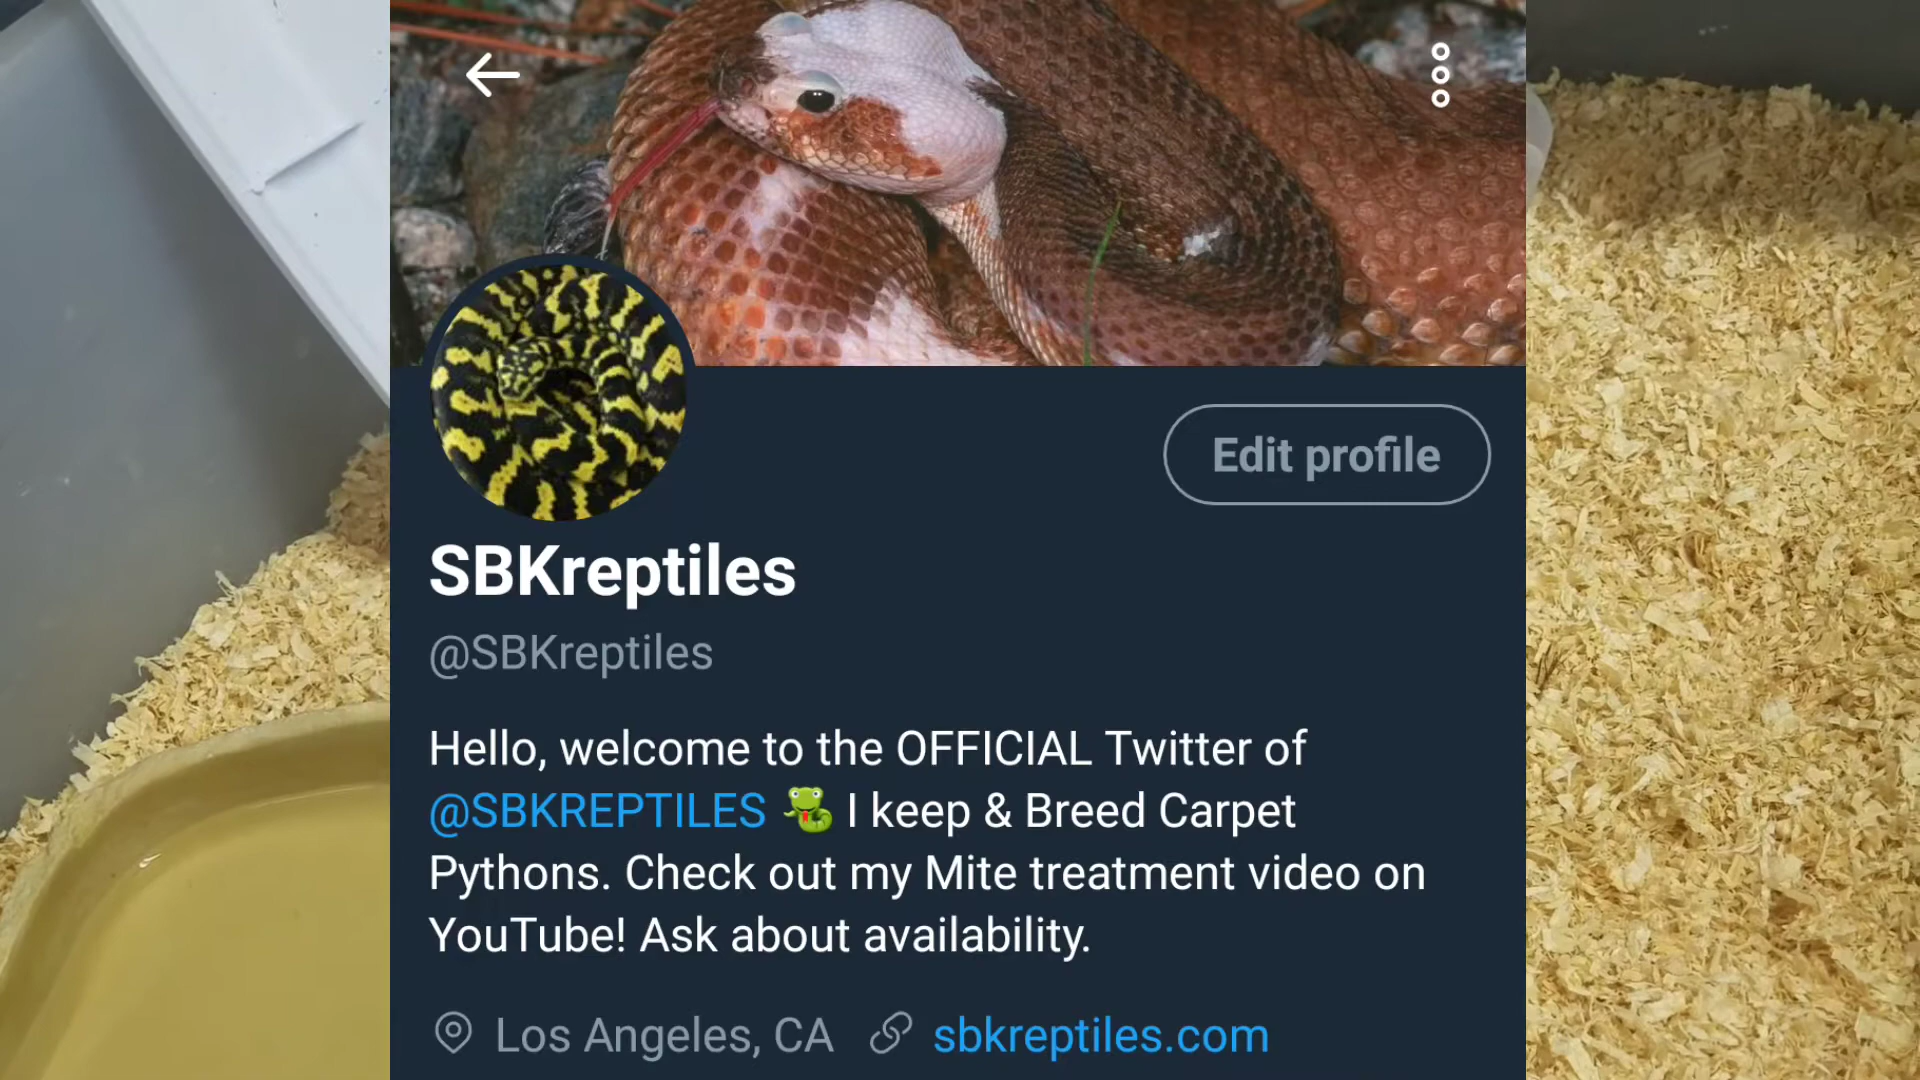 Edit profile
SBKreptiles
@SBKreptiles
Hello, welcome to the OFFICIAL Twitter of
@SBKREPTILES 🐍 I keep & Breed Carpet
Pythons. Check out my Mite treatment video on
YouTube! Ask about availability.
Los Angeles, CA sbkreptiles.com